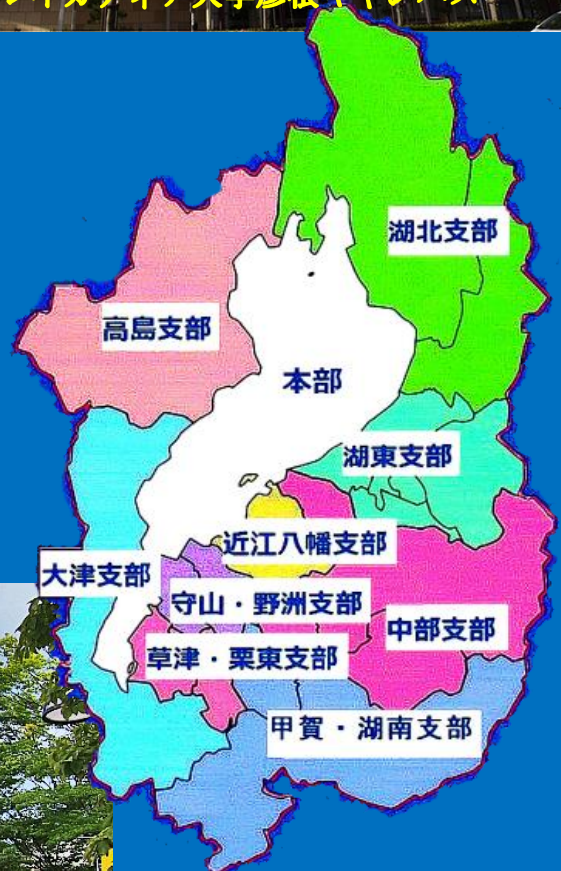 湖北支部
高島支部
本部
湖東支部
近江八幡支部
大津支部
守山・野洲支部
中部支部
草津・栗東支部
甲賀・湖南支部